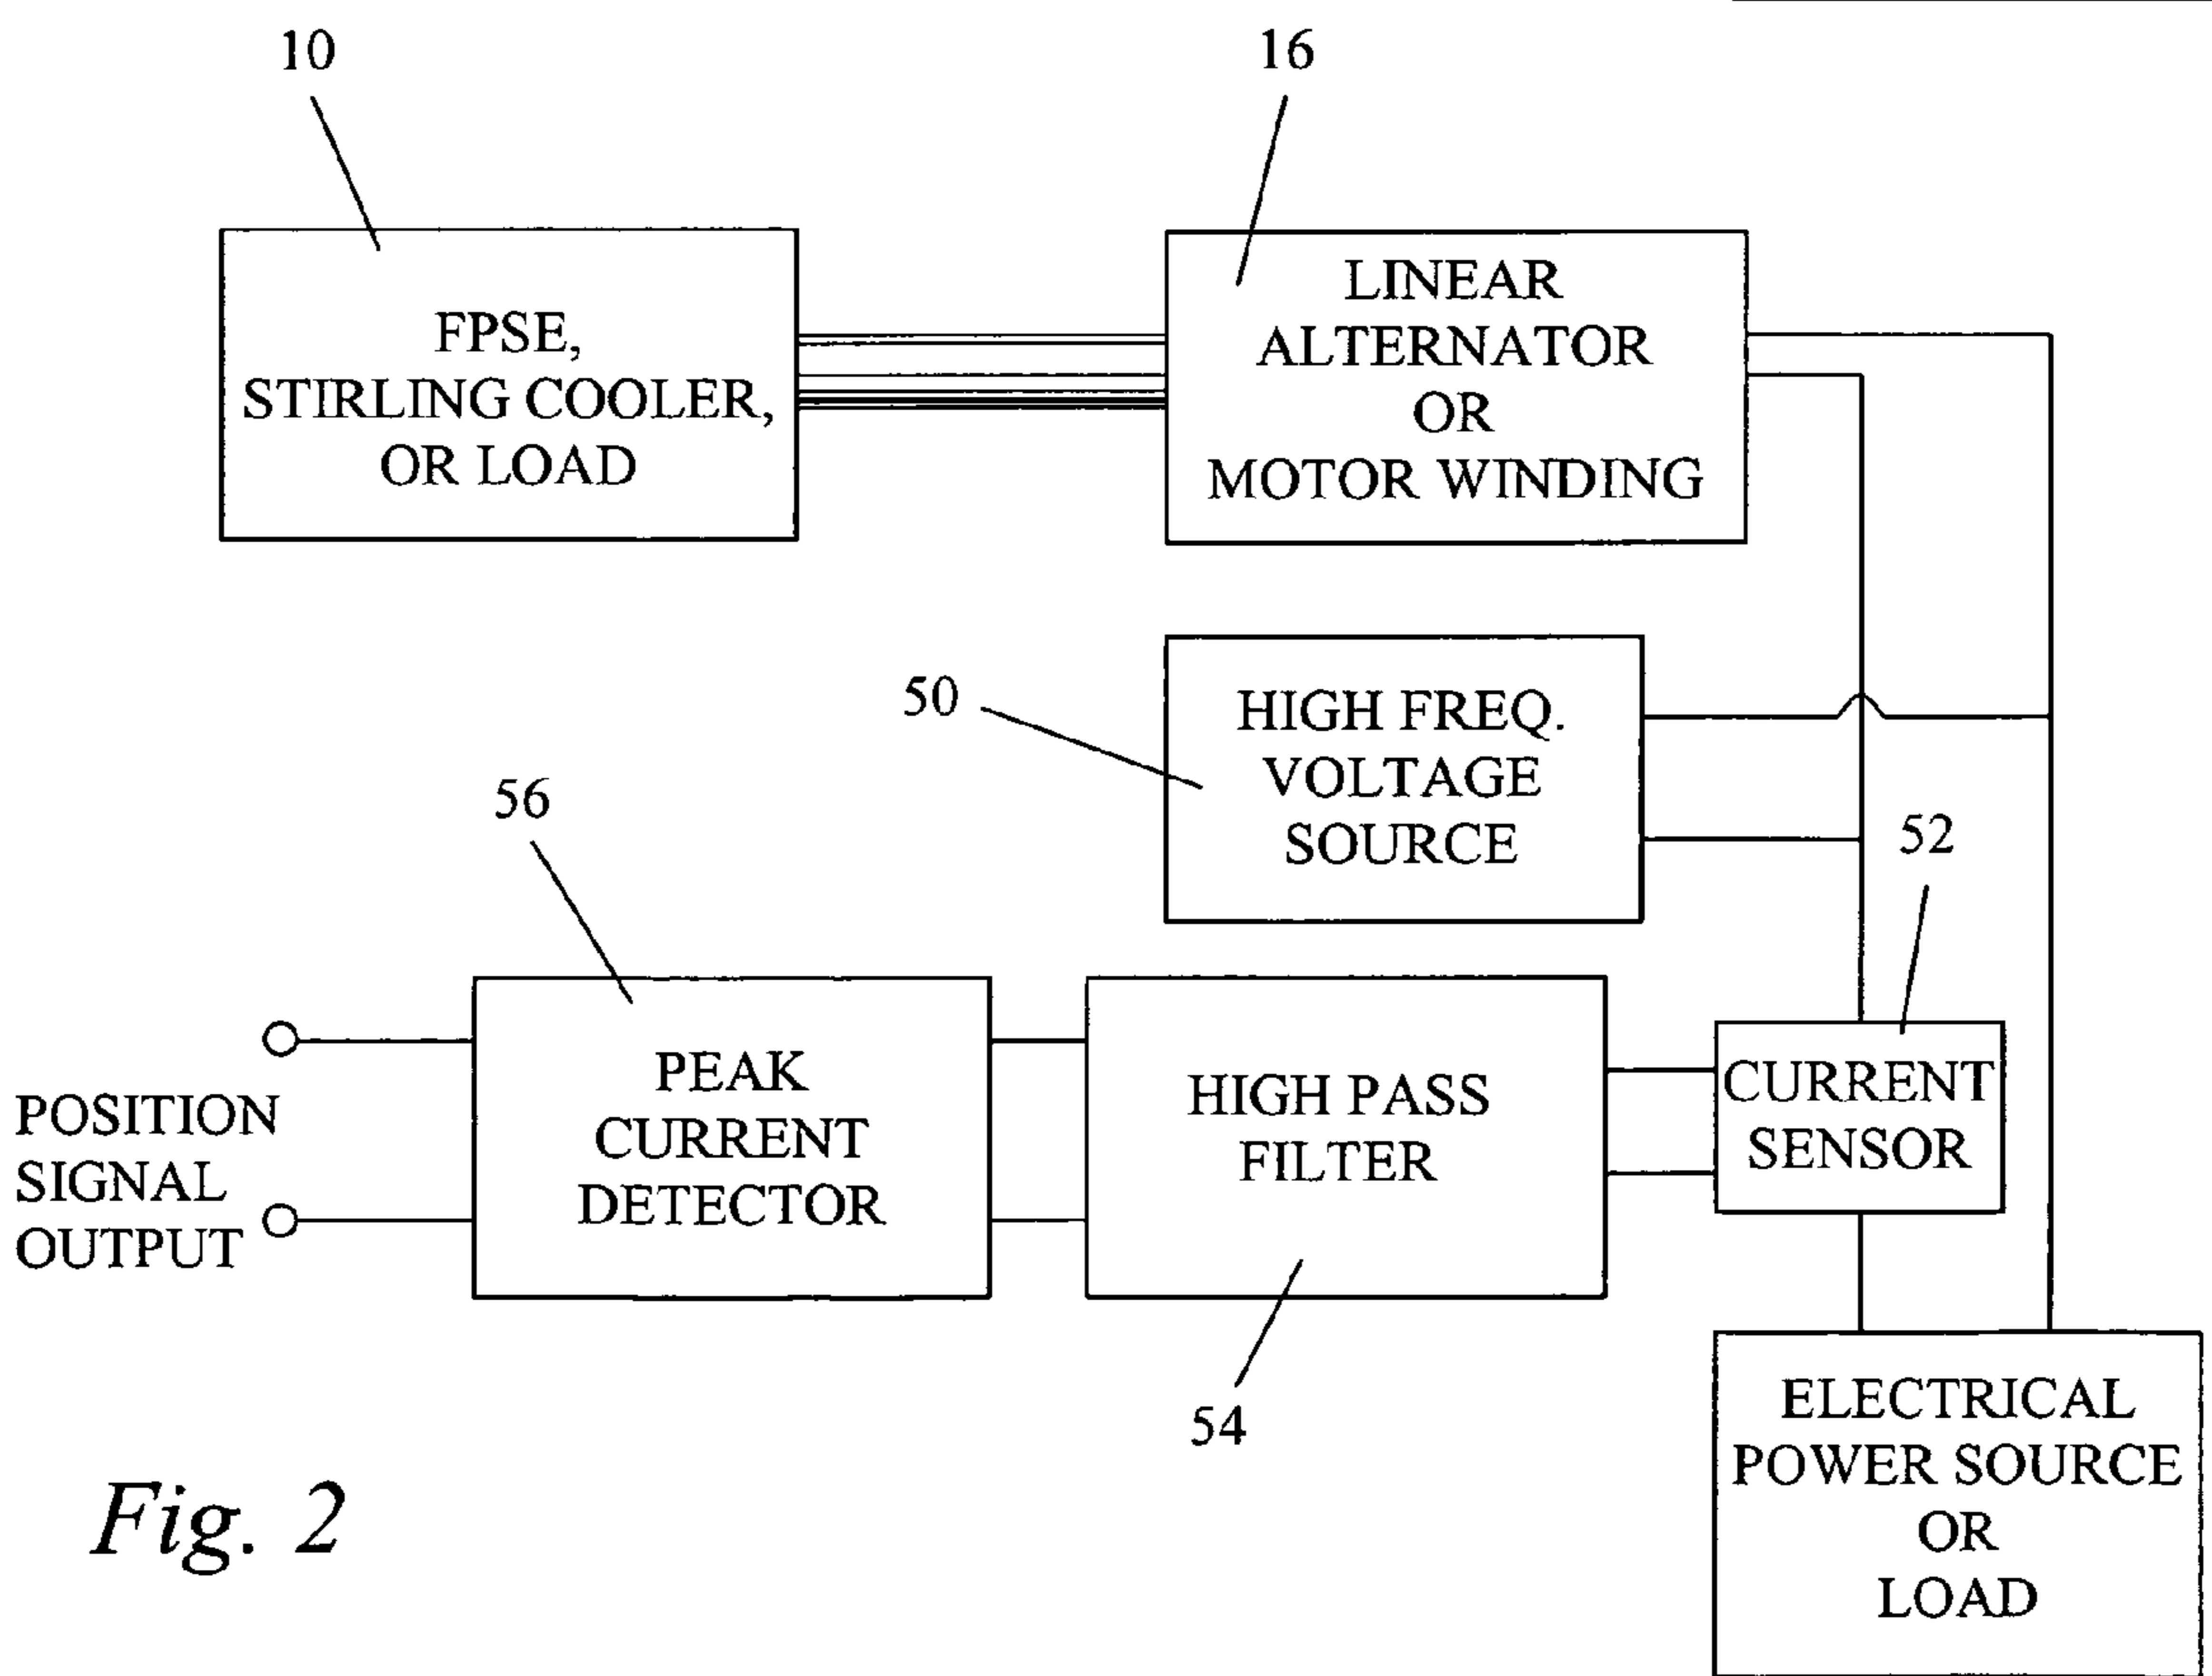 10
16
FPSE,
STIRLING COOLER,
OR LOAD
LINEAR
ALTERNATOR
OR
MOTOR WINDING
50
HIGH FREQ.
VOLTAGE
SOURCE
56
52
POSITION
SIGNAL
OUTPUT
PEAK
CURRENT
DETECTOR
HIGH PASS
FILTER
CURRENT
SENSOR
54
ELECTRICAL
POWER SOURCE
OR
LOAD
Fig. 2